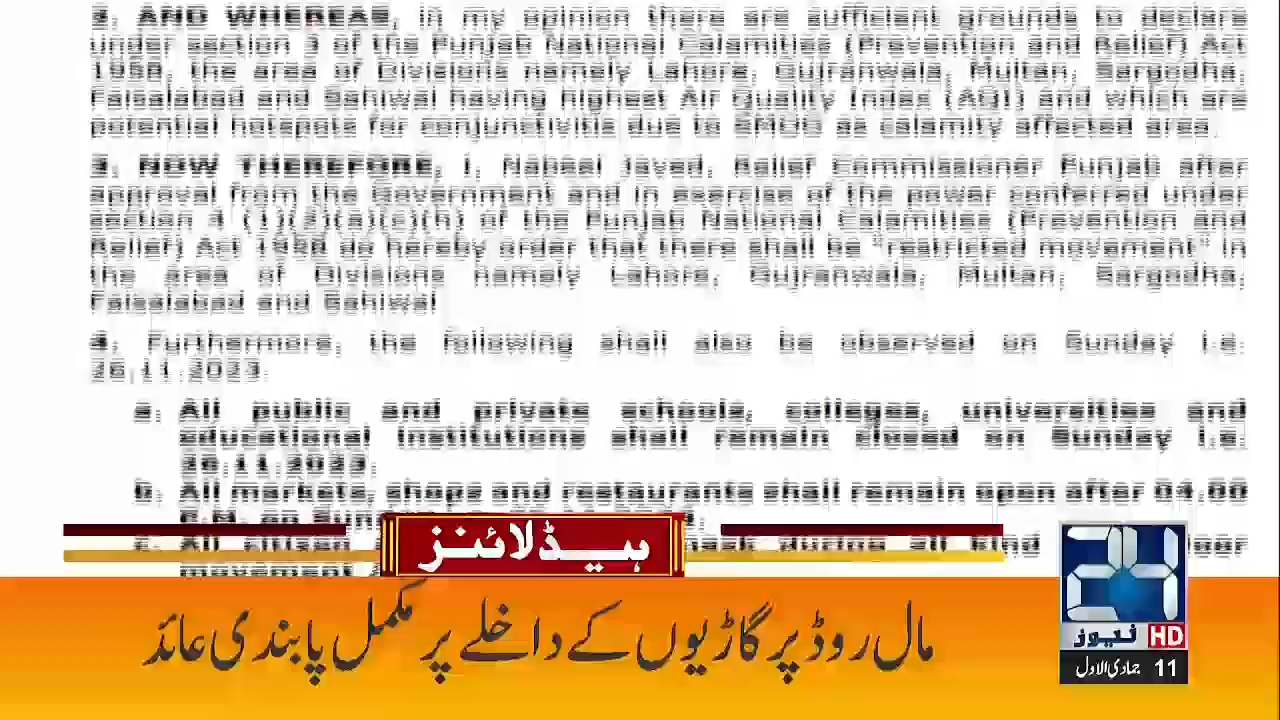 2. AND WHEREAS, in my opinion there are sufficient grounds to declare
under section 3 of the Punjab National Calamities (Prevention and Relief) Act
1958, the area of Divisions namely Lahore, Gujranwala, Multan, Sargodha,
Faisalabad and Sahiwal having highest Air Quality Index (AQI) and which are
potential hotspots for conjunctivitis due to SMOG as calamity affected area.
3. NOW THEREFORE, I, Nabeel Javed, Relief Commissioner Punjab after
approval from the Government and in exercise of the power conferred under
section 4 (h) of the Punjab National Calamities (Prevention and
Relief) Act 1958 do hereby order that there shall be "restricted movement" in
the area of Divisions namely Lahore, Gujranwala, Multan, Sargodha,
Faisalabad and Sahiwal
4. Furthermore, the following shall also be observed on Sunday i.e.
26.11.2023.
a. All public and private schools, colleges, universities and
educational institutions shall remain closed on Sunday i.e.
26.11.2023.
b. All markets, shops and restaurants shall remain open after 04.00
P.M. on
c. All during all kind
movement
ہیڈلائنز
مال روڈ پر گاڑیوں کے داخلے پر مکمل پابندی عائد
24
نیوز HD
11 جمادی الاول